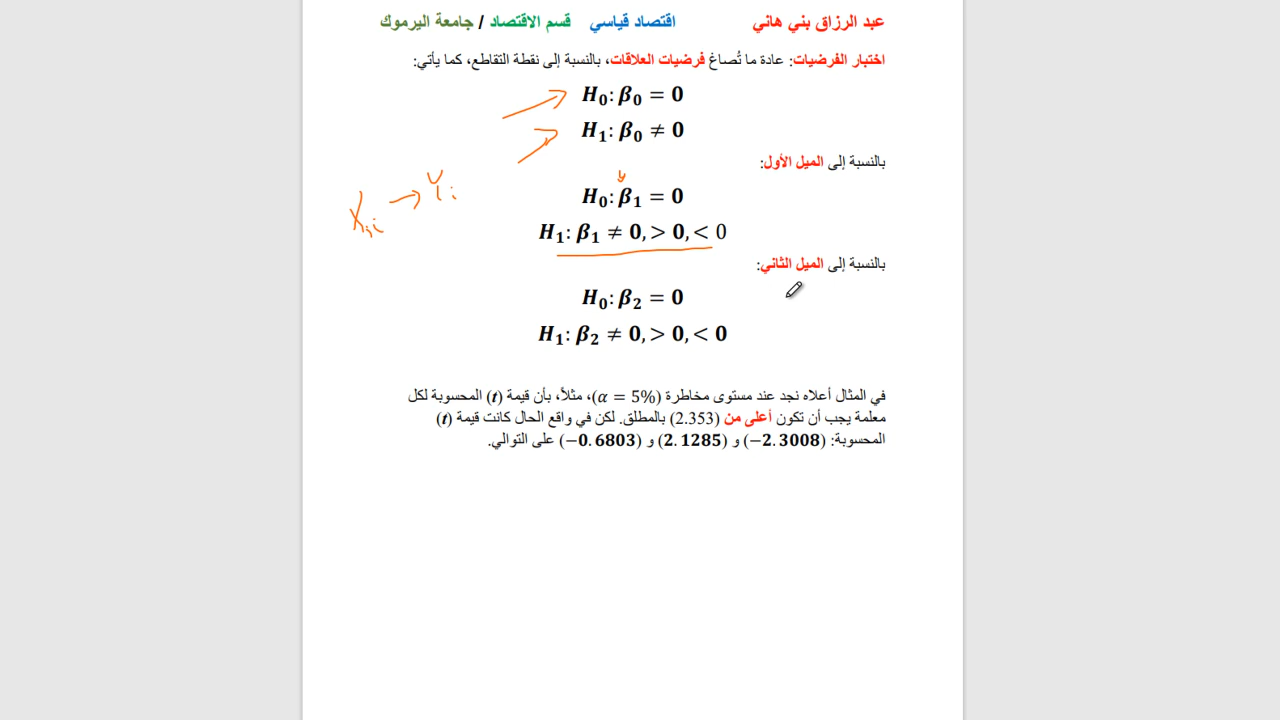 عبد الرزاق بني هاني اقتصاد قياسي قسم الاقتصاد / جامعة اليرموك
اختبار الفرضيات: عادة ما تُصاغ فرضيات العلاقات، بالنسبة إلى نقطة التقاطع، كما يأتي:
H₀: β₀ = 0
H₁: β₀ ≠ 0
بالنسبة إلى الميل الأول:
X₁ᵢ → Yᵢ
H₀: β₁ = 0
H₁: β₁ ≠ 0, > 0, < 0
بالنسبة إلى الميل الثاني:
H₀: β₂ = 0
H₁: β₂ ≠ 0, > 0, < 0
في المثال أعلاه نجد عند مستوى مخاطرة (α = 5%)، مثلاً، بأن قيمة (t) المحسوبة لكل
معلمة يجب أن تكون أعلى من (2.353) بالمطلق. لكن في واقع الحال كانت قيمة (t)
المحسوبة: (−2.3008) و (2.1285) و (−0.6803) على التوالي.